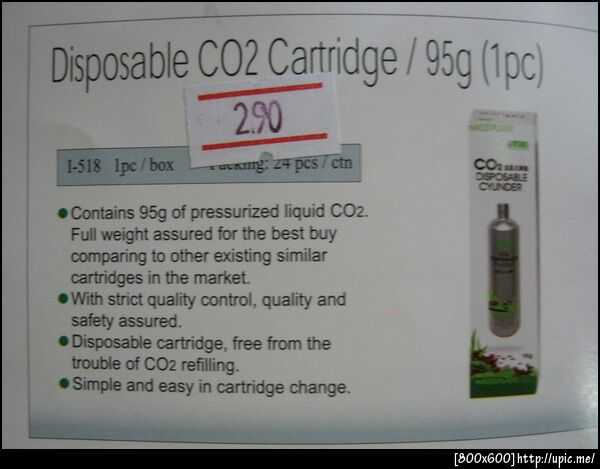 Disposable CO2 Cartridge / 95g (1pc)
2.90
I-518 1pc / box Packing: 24 pcs / ctn
Contains 95g of pressurized liquid CO2.
Full weight assured for the best buy
comparing to other existing similar
cartridges in the market.
With strict quality control, quality and
safety assured.
Disposable cartridge, free from the
trouble of CO2 refilling.
Simple and easy in cartridge change.
WATER PLANT
CO2
DISPOSABLE
CYLINDER
[800x600]http://upic.me/